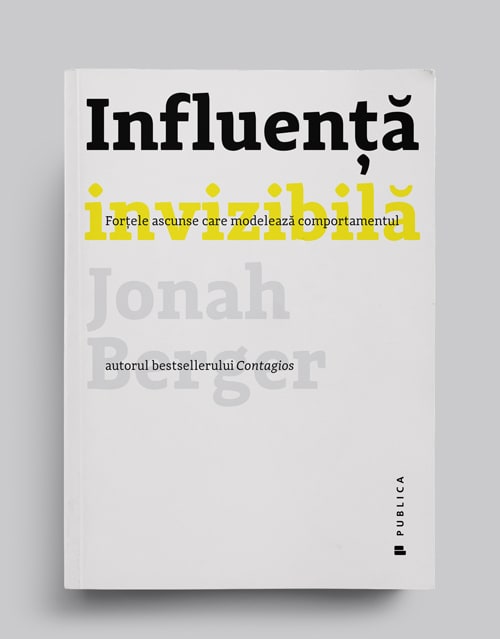 Influență
invizibilă
Forțele ascunse care modelează comportamentul
Jonah
Berger
autorul bestsellerului Contagios
PUBLICA